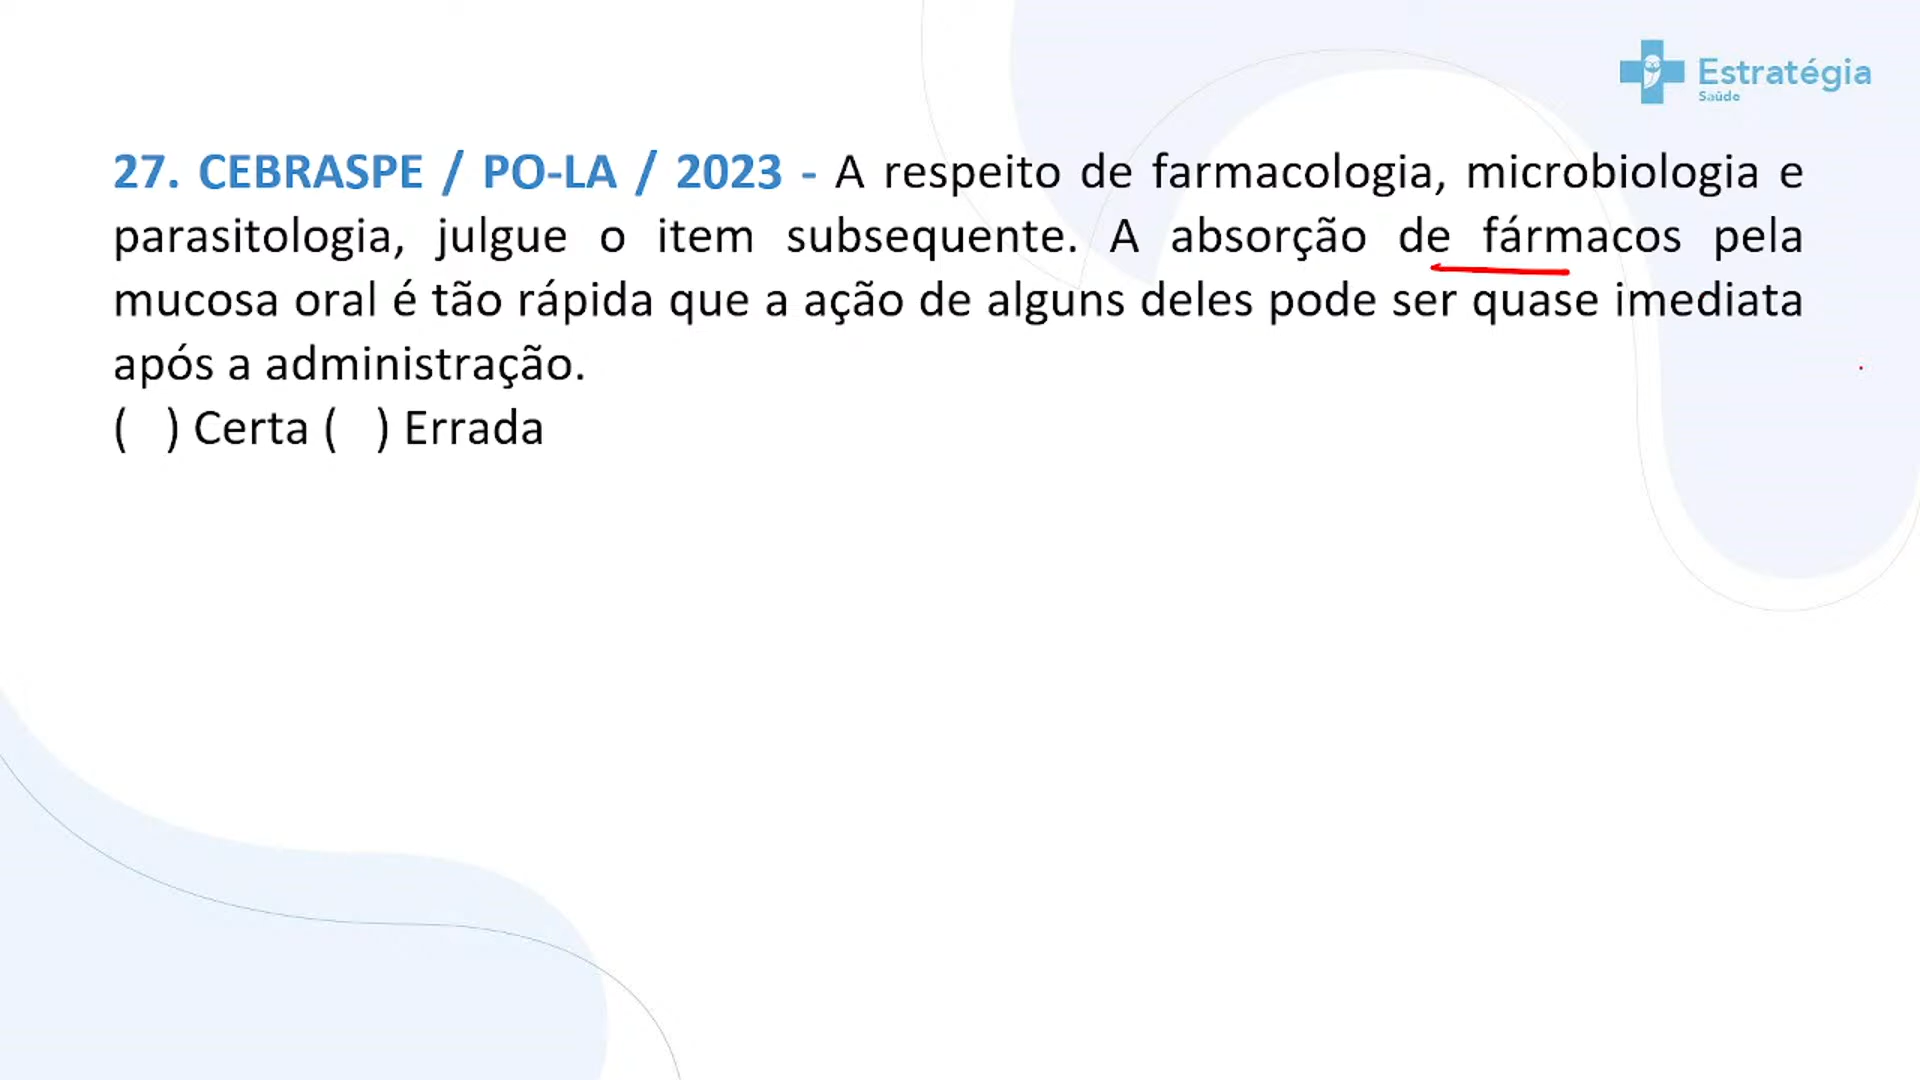 Estratégia
Saúde
27. CEBRASPE / PO-LA / 2023 - A respeito de farmacologia, microbiologia e
parasitologia, julgue o item subsequente. A absorção de fármacos pela
mucosa oral é tão rápida que a ação de alguns deles pode ser quase imediata
após a administração.
( ) Certa ( ) Errada